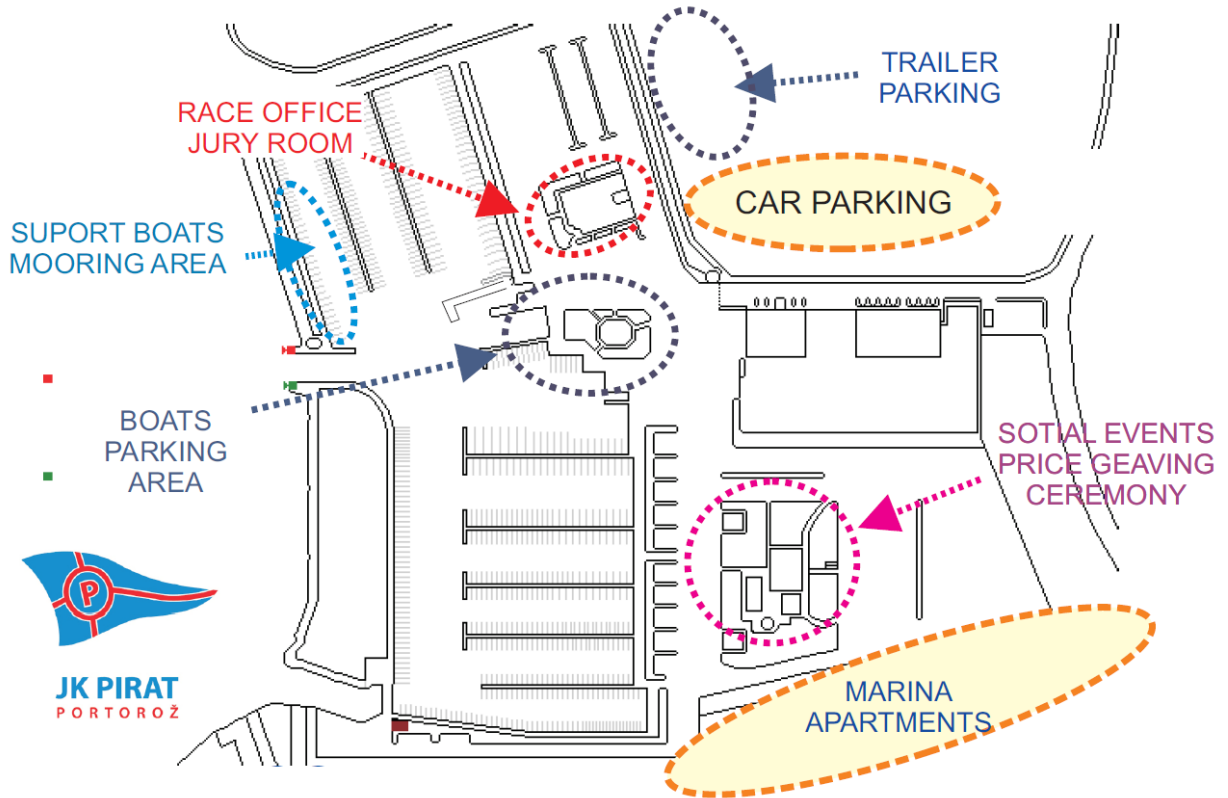 TRAILER
PARKING
RACE OFFICE
JURY ROOM
CAR PARKING
SUPORT BOATS
MOORING AREA
BOATS
PARKING
AREA
SOTIAL EVENTS
PRICE GEAVING
CEREMONY
P
JK PIRAT
PORTOROŽ
MARINA
APARTMENTS